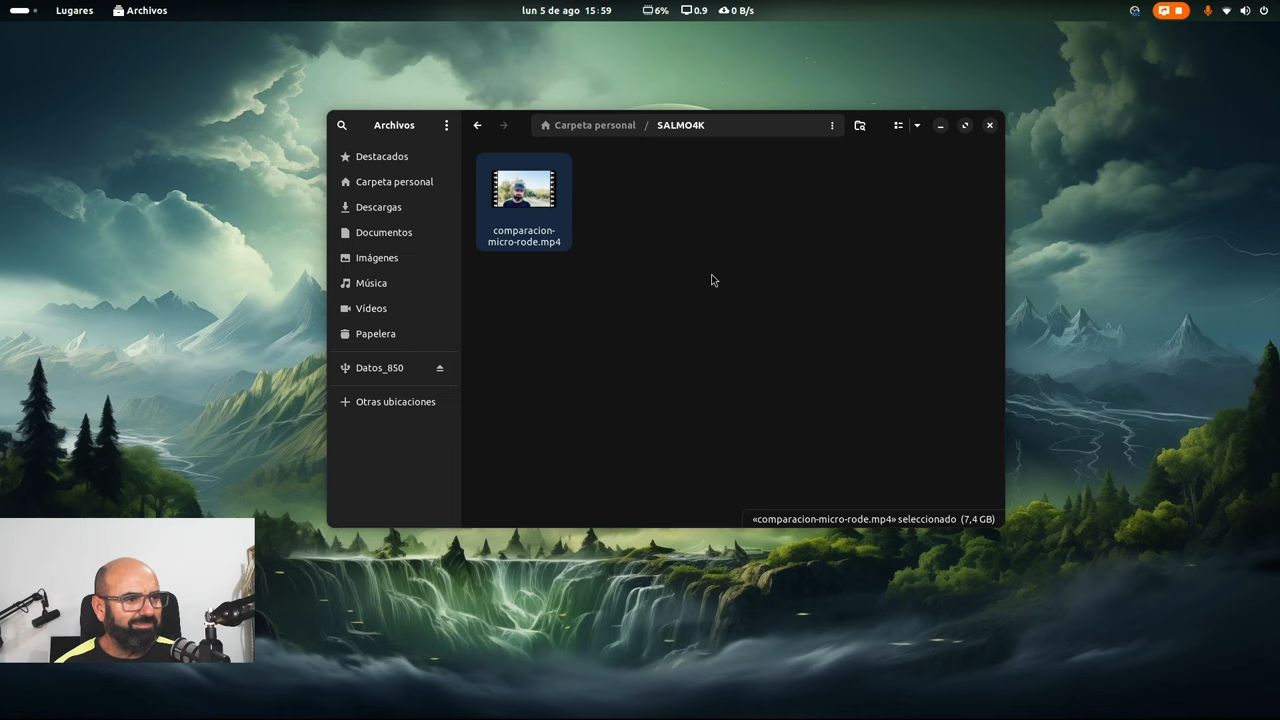 Lugares Archivos lun 5 de ago 15:59 6% 0.9 0 B/s
Archivos Carpeta personal / SALMO4K
Destacados
Carpeta personal
Descargas
Documentos
Imágenes
Música
Vídeos
Papelera
Datos_850
Otras ubicaciones
comparacion-
micro-rode.mp4
«comparacion-micro-rode.mp4» seleccionado (7,4 GB)